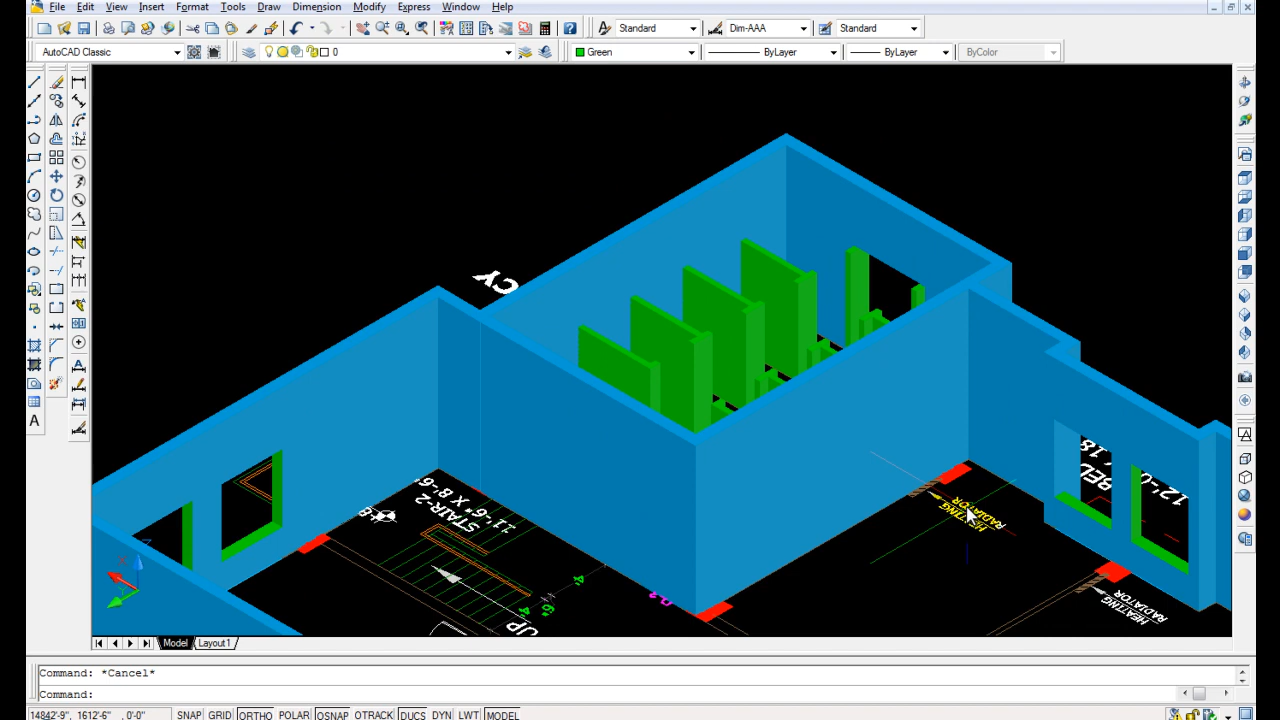 File Edit View Insert Format Tools Draw Dimension Modify Express Window Help
Standard Dim-AAA Standard
AutoCAD Classic 0 Green ByLayer ByLayer ByColor
CY
STAIR-2
11'-6" X 8'-6"
UP
HEATING
RADIATOR
HEATING
RADIATOR
BED
12'-0
A
Model Layout1
Command: *Cancel*
Command:
14842'-9", 1612'-6" ,0'-0" SNAP GRID ORTHO POLAR OSNAP OTRACK DUCS DYN LWT MODEL